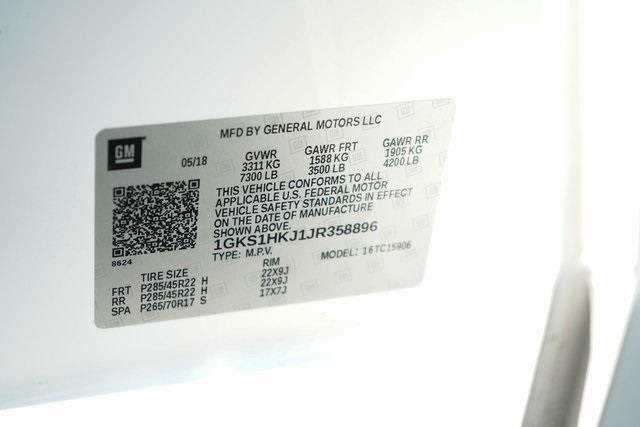 MFD BY GENERAL MOTORS LLC
GM
05/18 GVWR GAWR FRT GAWR RR
3311 KG 1588 KG 1905 KG
7300 LB 3500 LB 4200 LB
THIS VEHICLE CONFORMS TO ALL
APPLICABLE U.S. FEDERAL MOTOR
VEHICLE SAFETY STANDARDS IN EFFECT
ON THE DATE OF MANUFACTURE
SHOWN ABOVE.
1GKS1HKJ1JR358896
8624 TYPE: M.P.V. MODEL: 16TC15906
TIRE SIZE RIM
FRT P285/45R22 H 22X9J
RR P285/45R22 H 22X9J
SPA P265/70R17 S 17X7J